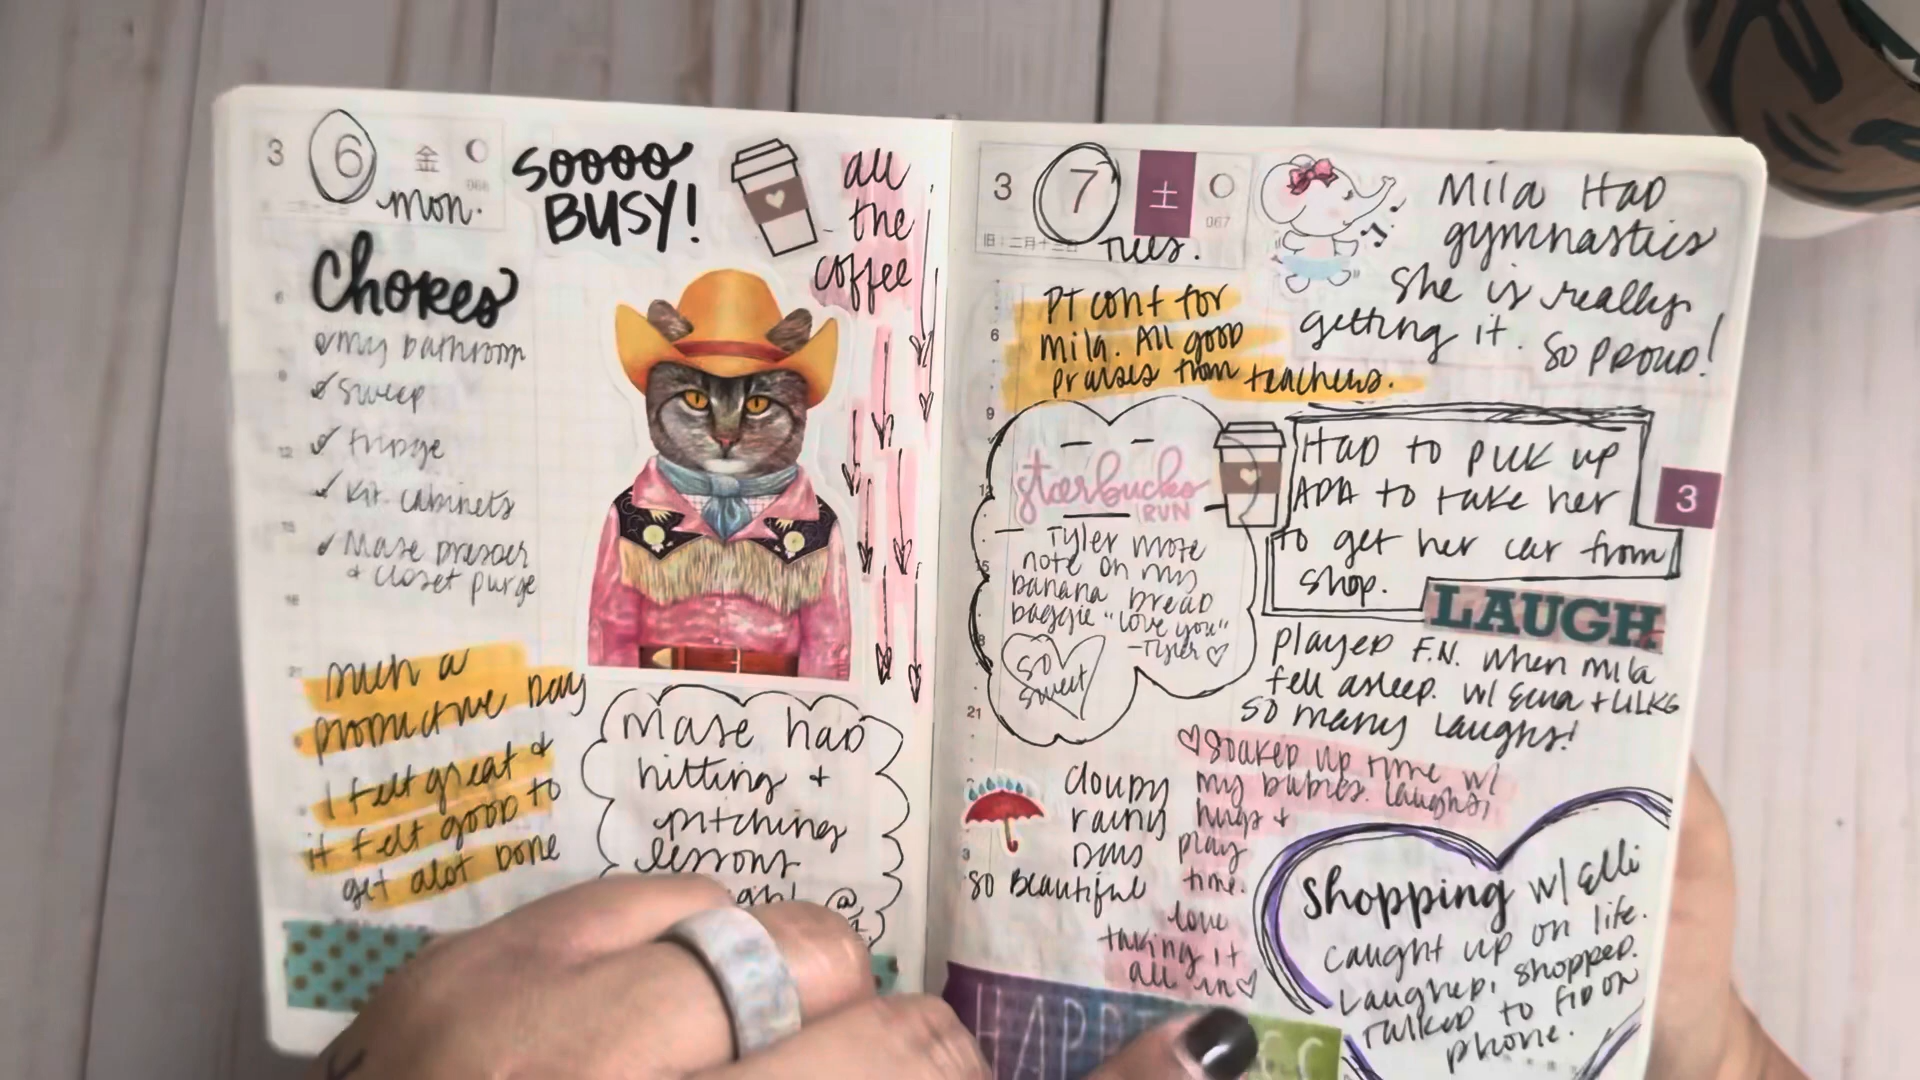 3 6 金
066
mon.
SOOOO
BUSY!
all
the
coffee
Chores
my bathroom
sweep
fridge
kit. cabinets
Mase dresser
& closet purge
such a
productive day
I felt great &
it felt good to
get alot done
Mase had
hitting +
pitching
lessons
3 7 土
067
Tues.
Mila Had
gymnastics
She is really
getting it. So PROUD!
PT conf for
Mila. All good
praises from teachers.
starbucks
RUN
Tyler wrote
note on my
banana bread
baggie "love you"
-Tyler
So
sweet
Had to pick up
ADA to take her
to get her car from
shop.
3
LAUGH
played F.N. when Mila
fell asleep. w/
So many laughs!
Soaked up time w/
my babies. Laughs,
hugs +
play
time.
love
taking it
all in
cloudy
rainy
Days
So Beautiful
Shopping w/ Elli
caught up on life.
Laughed, shopped.
Talked to
phone.